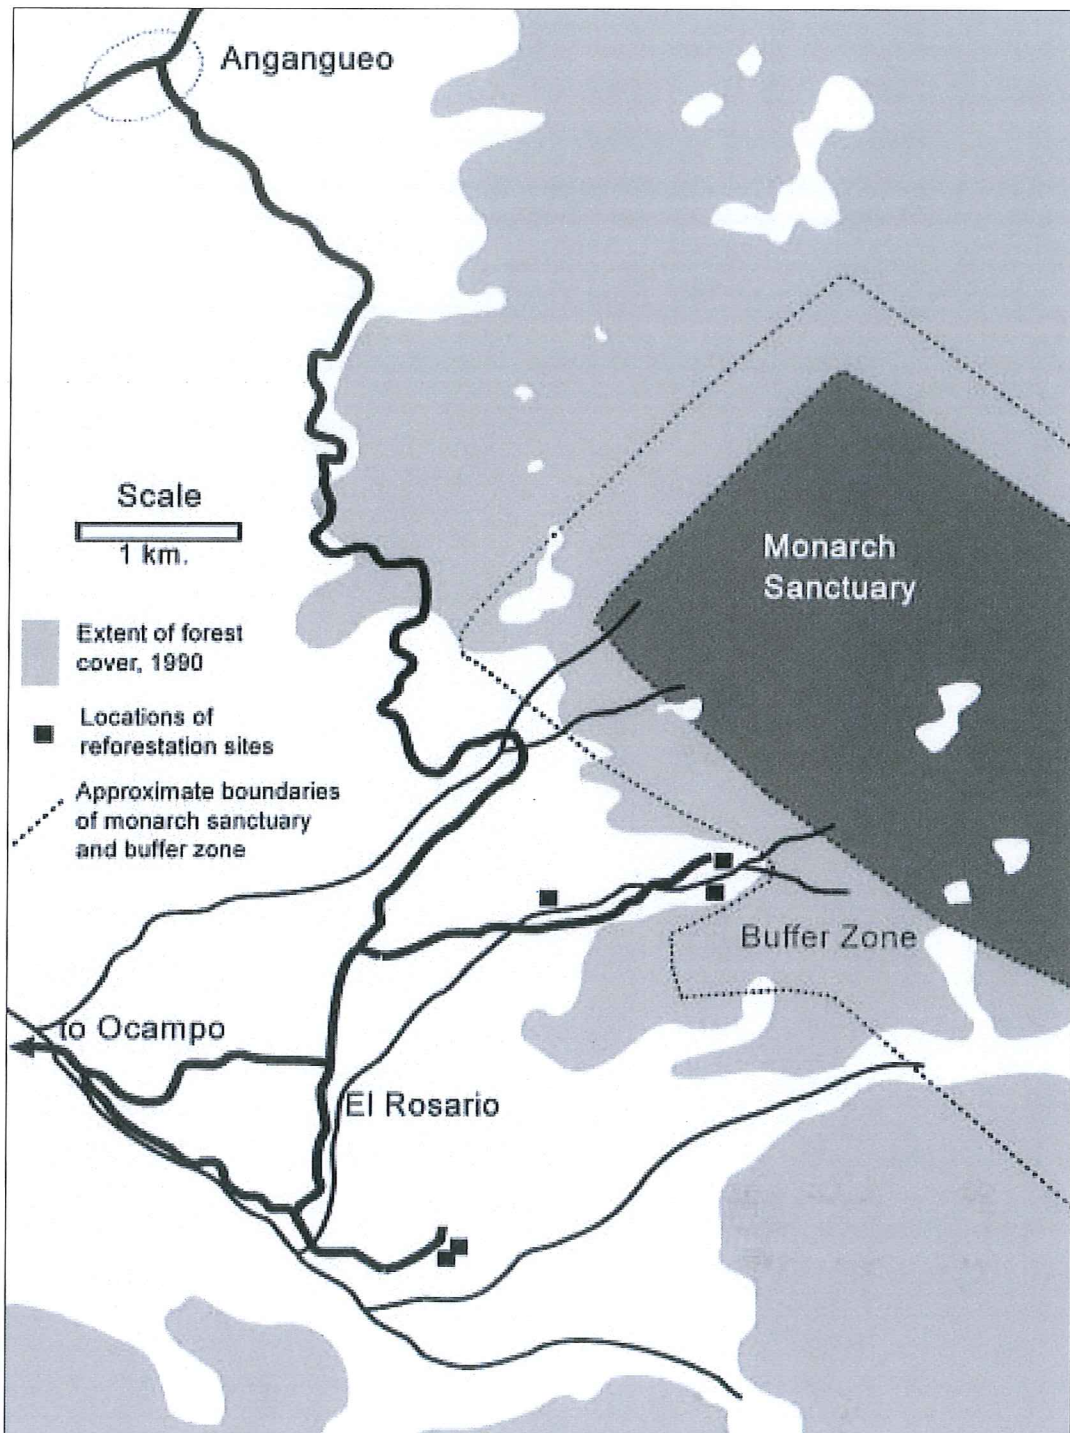 Angangueo
Scale
1 km.
Monarch
Sanctuary
Extent of forest
cover, 1990
Locations of
reforestation sites
Approximate boundaries
of monarch sanctuary
and buffer zone
Buffer Zone
to Ocampo
El Rosario